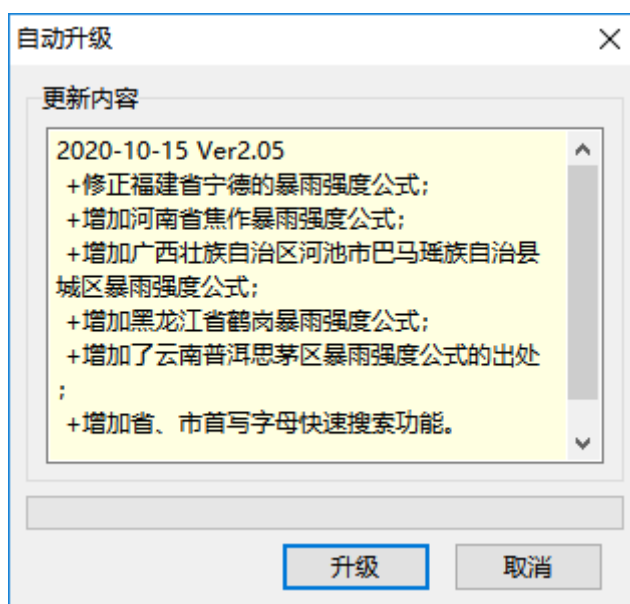 自动升级
更新内容
2020-10-15 Ver2.05
+修正福建省宁德的暴雨强度公式;
+增加河南省焦作暴雨强度公式;
+增加广西壮族自治区河池市巴马瑶族自治县
城区暴雨强度公式;
+增加黑龙江省鹤岗暴雨强度公式;
+增加了云南普洱思茅区暴雨强度公式的出处
;
+增加省、市首写字母快速搜索功能。
升级
取消